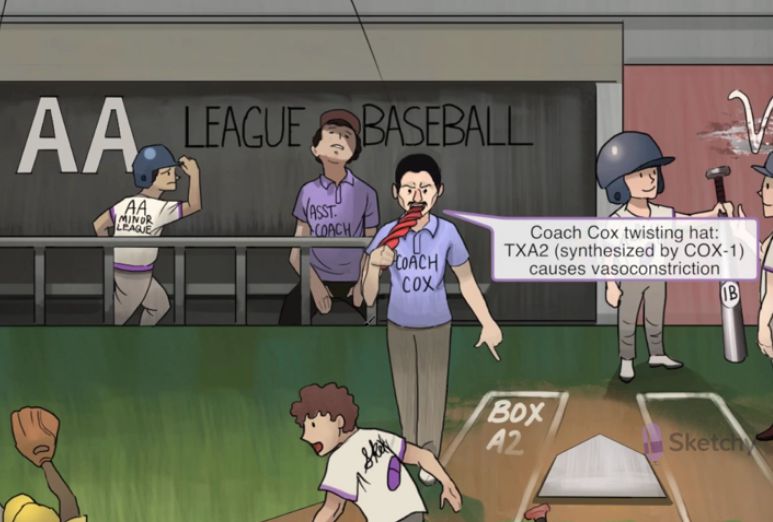 AA
LEAGUE BASEBALL
AA
MINOR
LEAGUE
ASST.
COACH
COACH
COX
Coach Cox twisting hat:
TXA2 (synthesized by COX-1)
causes vasoconstriction
IB
BOX
A2
Sketchy